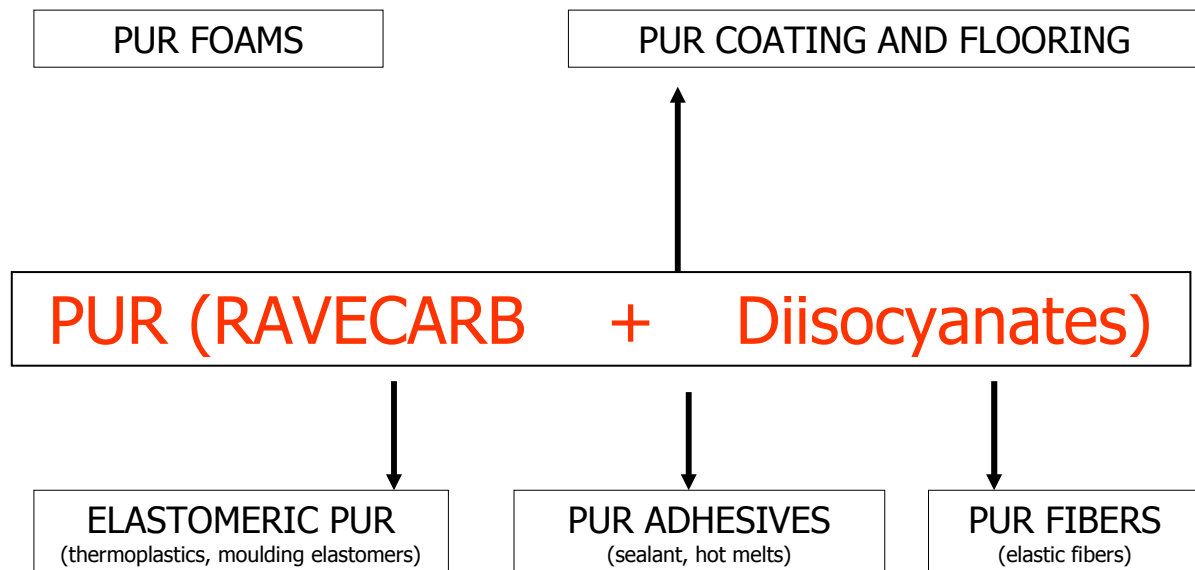 PUR FOAMS
PUR COATING AND FLOORING
PUR (RAVECARB + Diisocyanates)
ELASTOMERIC PUR
(thermoplastics, moulding elastomers)
PUR ADHESIVES
(sealant, hot melts)
PUR FIBERS
(elastic fibers)